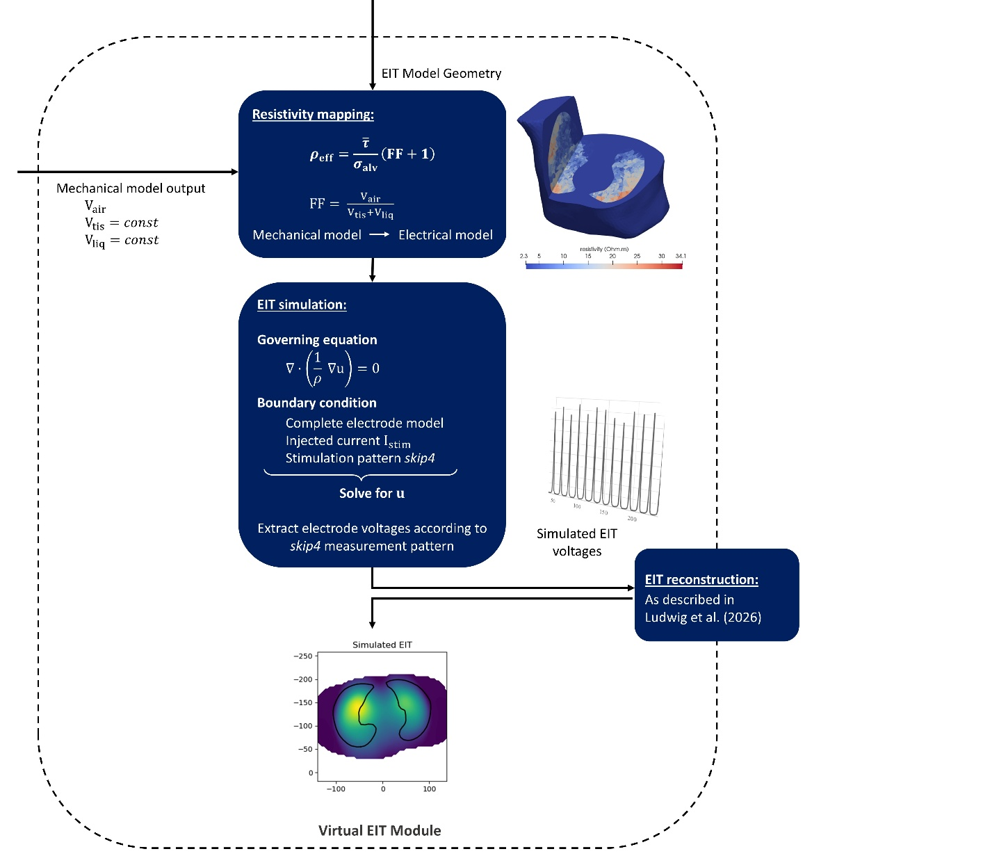 EIT Model Geometry
Resistivity mapping:
ρeff = τ̿/σalv (FF + 1)
FF = Vair/(Vtis+Vliq)
Mechanical model → Electrical model
Mechanical model output
Vair
Vtis = const
Vliq = const
resistivity (Ohm.m)
2.3 5 10 15 20 25 30 34.1
EIT simulation:
Governing equation
∇ · (1/ρ ∇u) = 0
Boundary condition
Complete electrode model
Injected current Istim
Stimulation pattern skip4
Solve for u
Extract electrode voltages according to
skip4 measurement pattern
50 100 150 200
Simulated EIT
voltages
EIT reconstruction:
As described in
Ludwig et al. (2026)
Simulated EIT
−250
−200
−150
−100
−50
0
−100 0 100
Virtual EIT Module